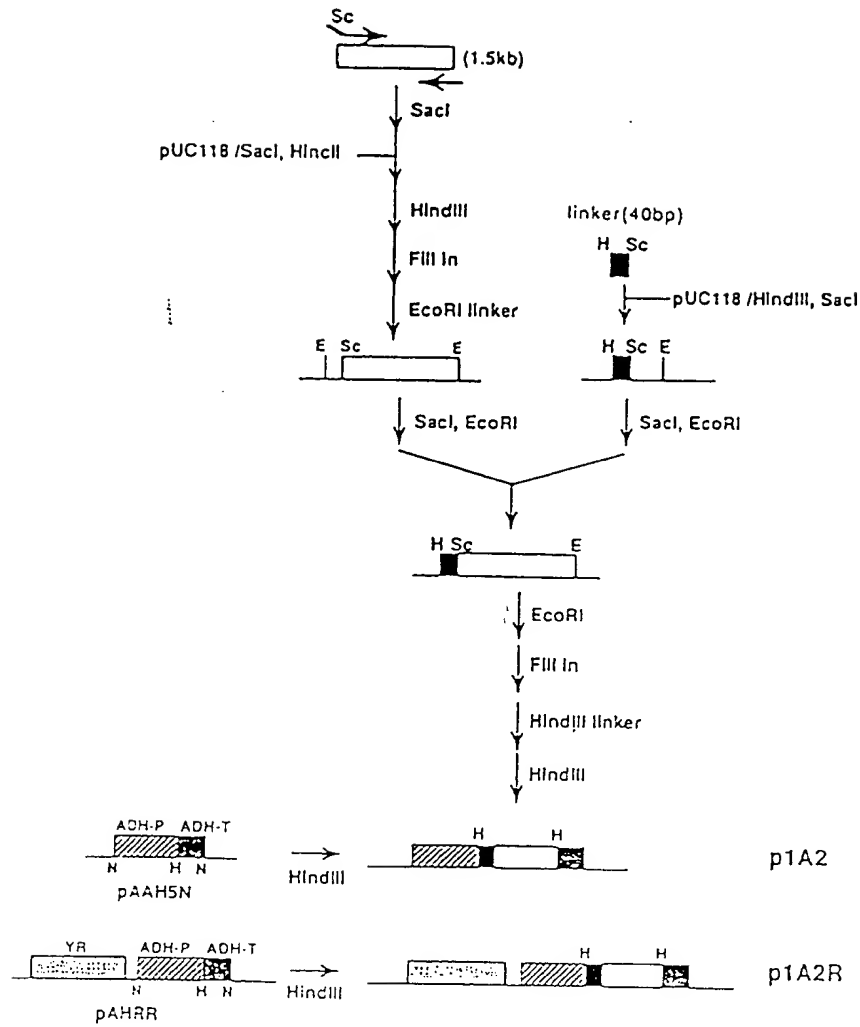 Sc
(1.5kb)
SacI
pUC118 /SacI, HincII
HindIII
linker(40bp)
H Sc
Fill In
EcoRI linker
pUC118 /HindIII, SacI
E Sc E
H Sc E
SacI, EcoRI
SacI, EcoRI
H Sc E
EcoRI
Fill In
HindIII linker
HindIII
ADH-P ADH-T
H H
N H N
HindIII
p1A2
pAAH5N
YR ADH-P ADH-T
H H
N H N
HindIII
p1A2R
pAHRR